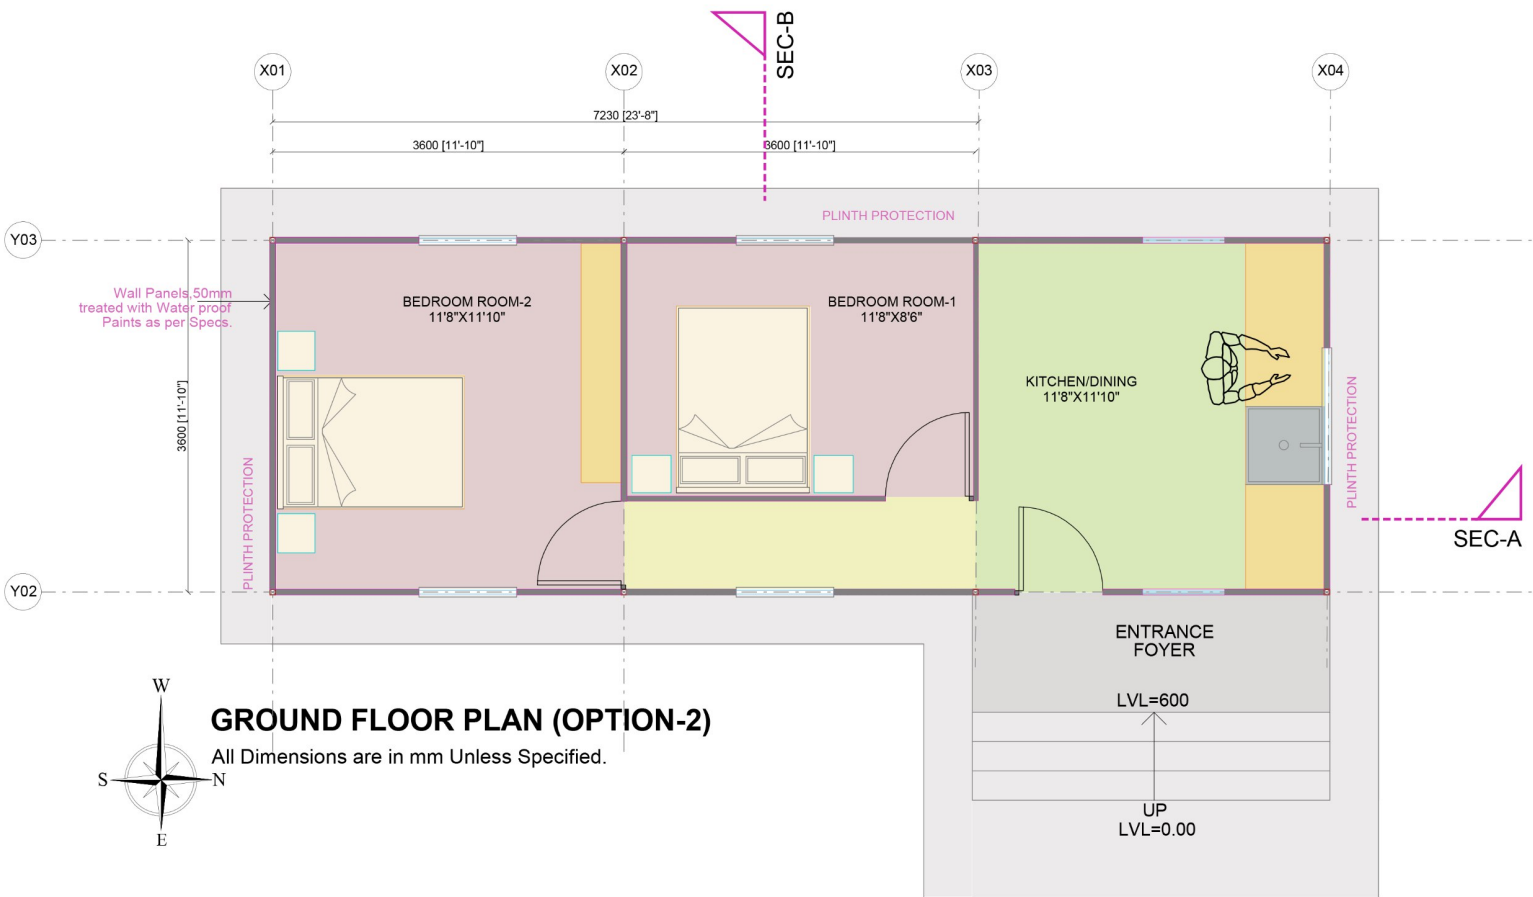 SEC-B
X01
X02
X03
X04
7230 [23'-8"]
3600 [11'-10"]
3600 [11'-10"]
PLINTH PROTECTION
Y03
Wall Panels,50mm
treated with Water proof
Paints as per Specs.
BEDROOM ROOM-2
11'8"X11'10"
BEDROOM ROOM-1
11'8"X8'6"
KITCHEN/DINING
11'8"X11'10"
3600 [11'-10"]
PLINTH PROTECTION
PLINTH PROTECTION
SEC-A
Y02
ENTRANCE
FOYER
LVL=600
UP
LVL=0.00
W
S
N
E
GROUND FLOOR PLAN (OPTION-2)
All Dimensions are in mm Unless Specified.